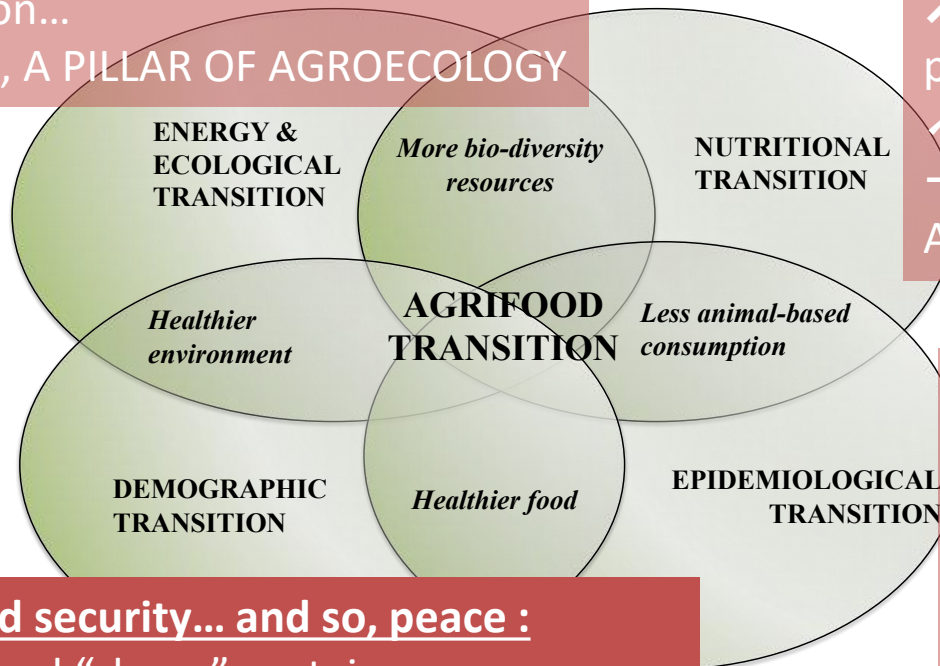 on…
, A PILLAR OF AGROECOLOGY
ENERGY &
ECOLOGICAL
TRANSITION
More bio-diversity
resources
NUTRITIONAL
TRANSITION
Healthier
environment
AGRIFOOD
TRANSITION
Less animal-based
consumption
DEMOGRAPHIC
TRANSITION
Healthier food
EPIDEMIOLOGICAL
TRANSITION
d security… and so, peace :